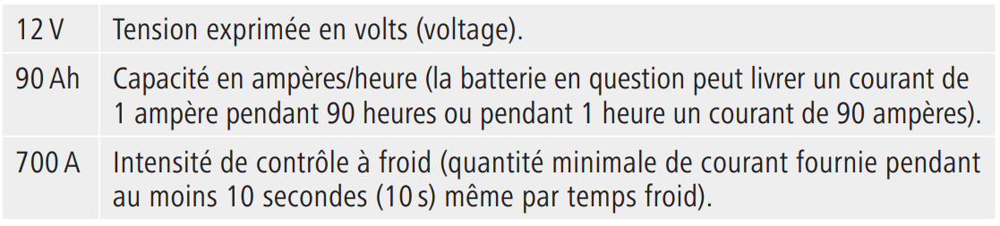 12 V Tension exprimée en volts (voltage).
90 Ah Capacité en ampères/heure (la batterie en question peut livrer un courant de
1 ampère pendant 90 heures ou pendant 1 heure un courant de 90 ampères).
700 A Intensité de contrôle à froid (quantité minimale de courant fournie pendant
au moins 10 secondes (10 s) même par temps froid).